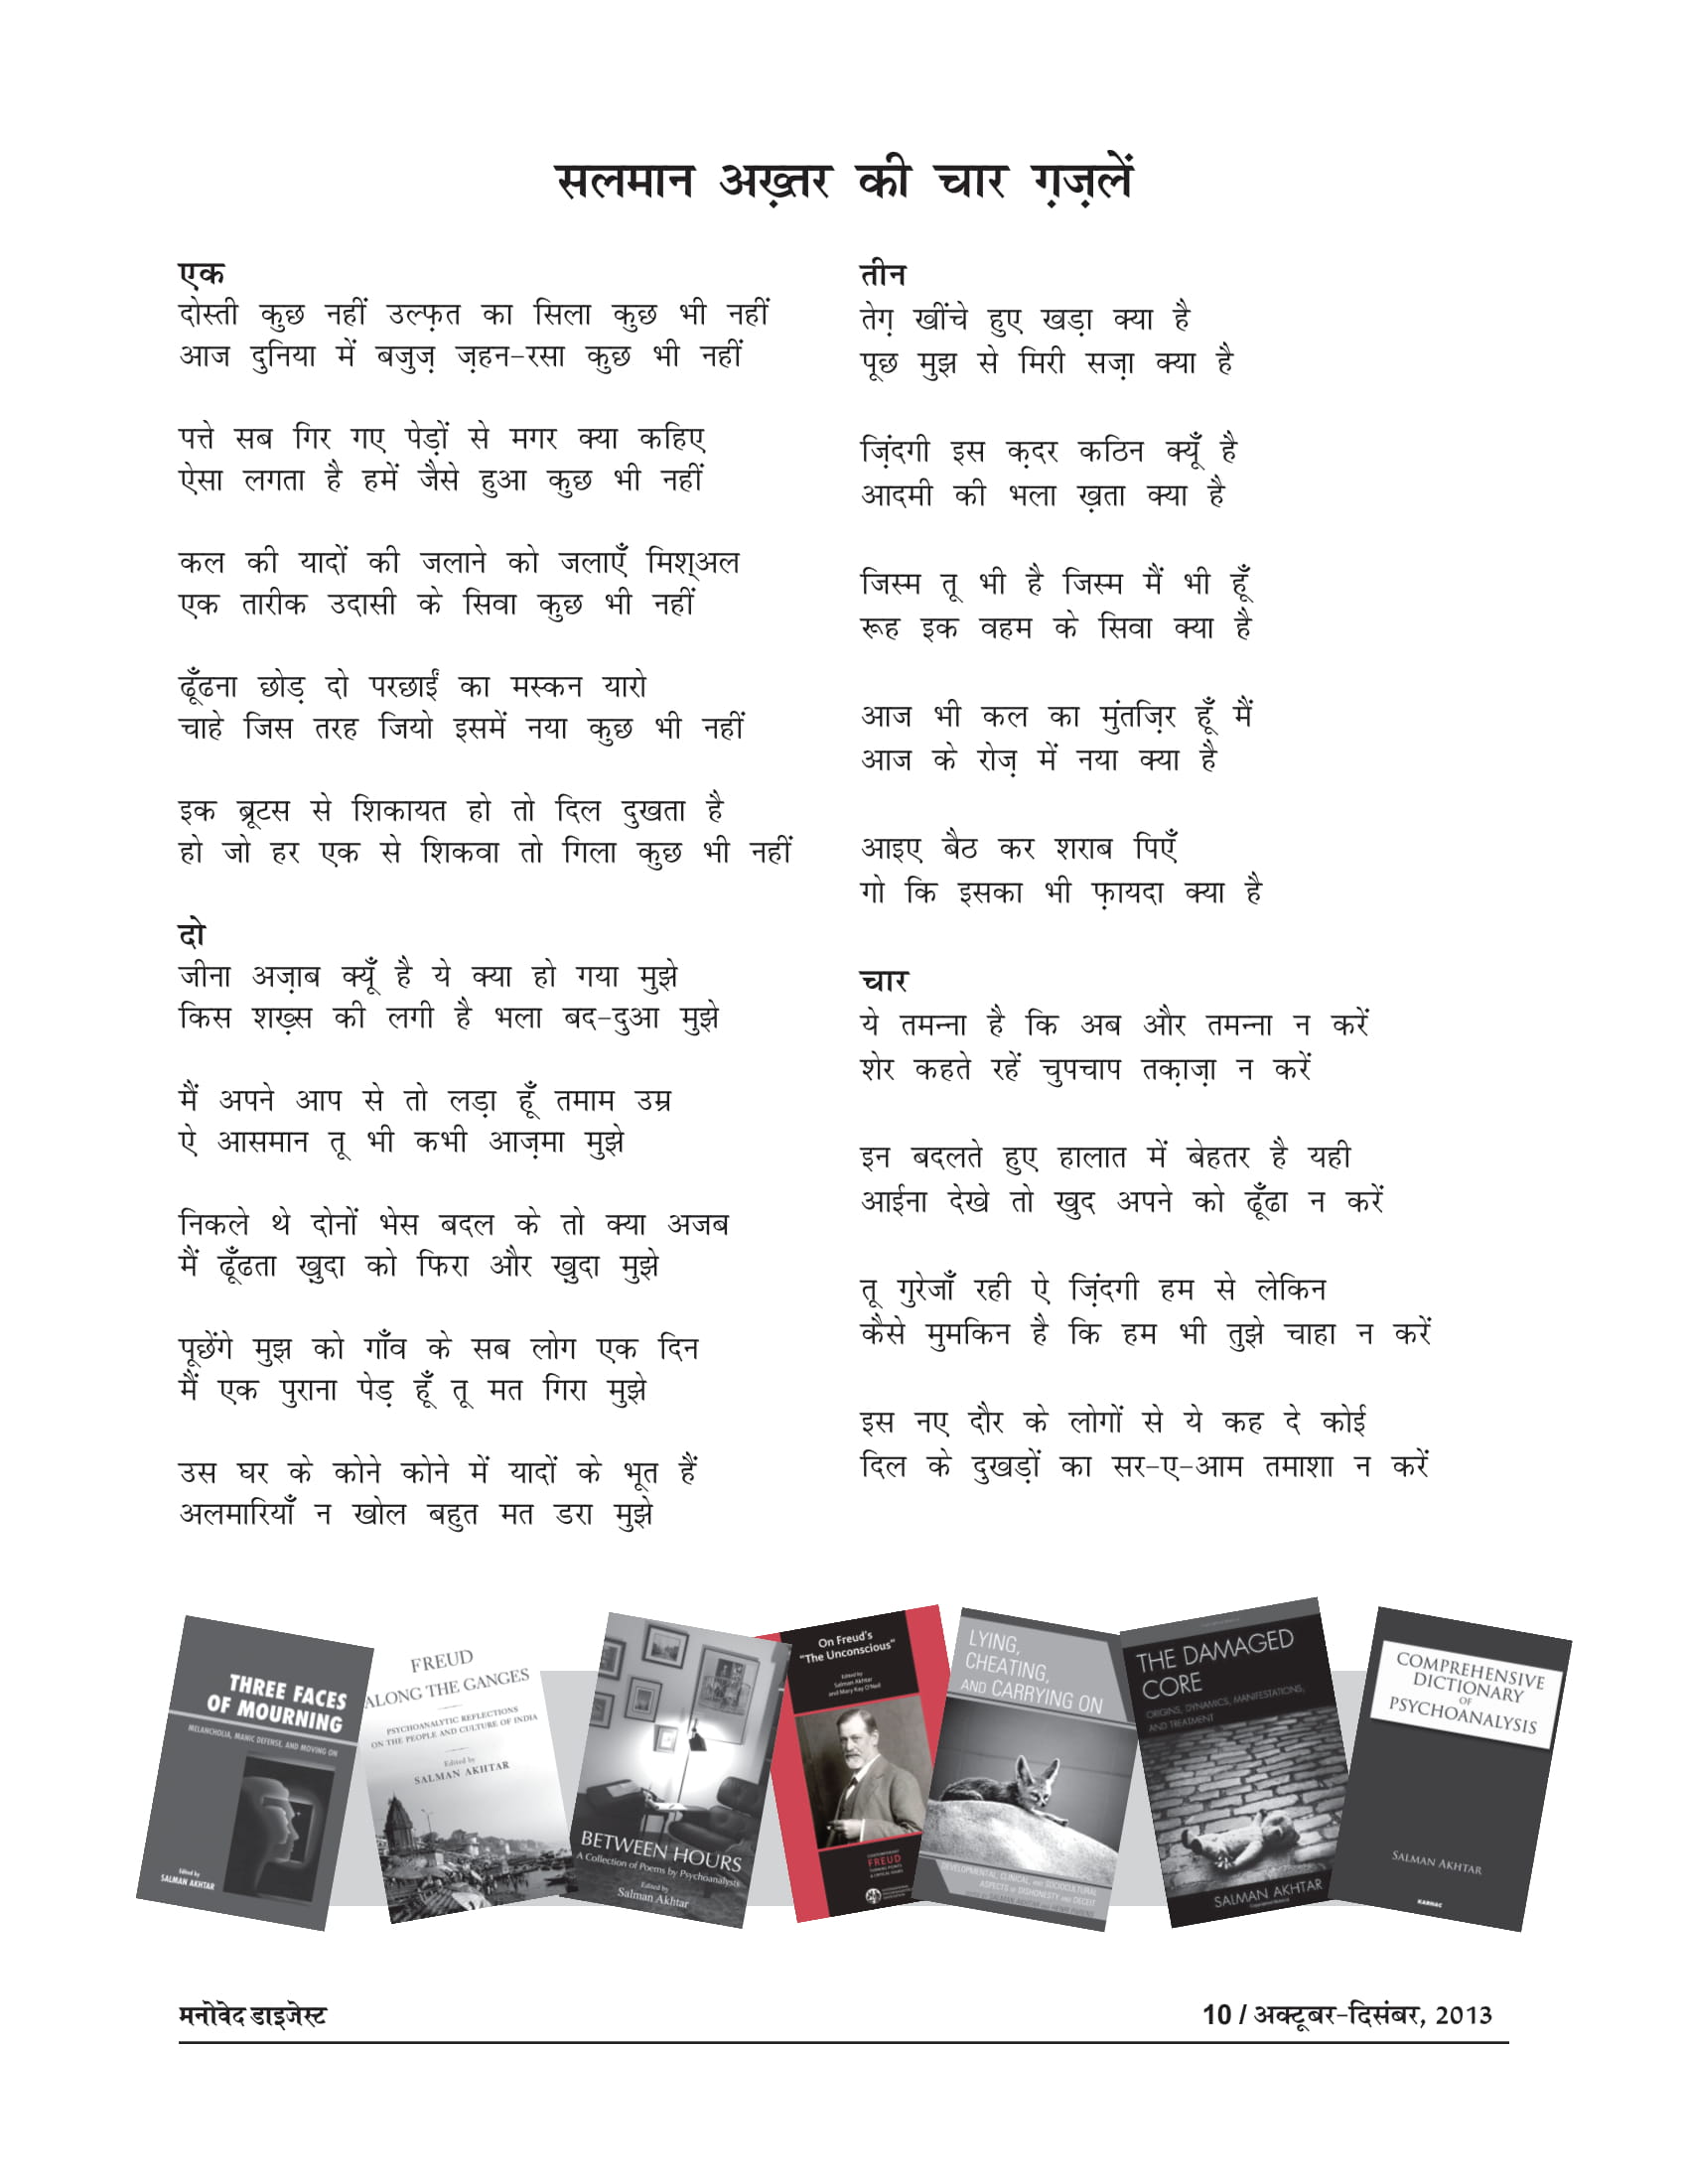 सलमान अख़्तर की चार ग़ज़लें
एक
दोस्ती कुछ नहीं उल्फ़त का सिला कुछ भी नहीं
आज दुनिया में बजुज़ ज़हन-रसा कुछ भी नहीं
पत्ते सब गिर गए पेड़ों से मगर क्या कहिए
ऐसा लगता है हमें जैसे हुआ कुछ भी नहीं
कल की यादों की जलाने को जलाएँ मिश्अल
एक तारीक उदासी के सिवा कुछ भी नहीं
ढूँढना छोड़ दो परछाईं का मस्कन यारो
चाहे जिस तरह जियो इसमें नया कुछ भी नहीं
इक ब्रूटस से शिकायत हो तो दिल दुखता है
हो जो हर एक से शिकवा तो गिला कुछ भी नहीं
दो
जीना अज़ाब क्यूँ है ये क्या हो गया मुझे
किस शख़्स की लगी है भला बद-दुआ मुझे
मैं अपने आप से तो लड़ा हूँ तमाम उम्र
ऐ आसमान तू भी कभी आज़मा मुझे
निकले थे दोनों भेस बदल के तो क्या अजब
मैं ढूँढता ख़ुदा को फिरा और ख़ुदा मुझे
पूछेंगे मुझ को गाँव के सब लोग एक दिन
मैं एक पुराना पेड़ हूँ तू मत गिरा मुझे
उस घर के कोने कोने में यादों के भूत हैं
अलमारियाँ न खोल बहुत मत डरा मुझे
तीन
तेग़ खींचे हुए खड़ा क्या है
पूछ मुझ से मिरी सज़ा क्या है
ज़िंदगी इस क़दर कठिन क्यूँ है
आदमी की भला ख़ता क्या है
जिस्म तू भी है जिस्म मैं भी हूँ
रूह इक वहम के सिवा क्या है
आज भी कल का मुंतज़िर हूँ मैं
आज के रोज़ में नया क्या है
आइए बैठ कर शराब पिएँ
गो कि इसका भी फ़ायदा क्या है
चार
ये तमन्ना है कि अब और तमन्ना न करें
शेर कहते रहें चुपचाप तक़ाज़ा न करें
इन बदलते हुए हालात में बेहतर है यही
आईना देखे तो खुद अपने को ढूँढा न करें
तू गुरेजाँ रही ऐ ज़िंदगी हम से लेकिन
कैसे मुमकिन है कि हम भी तुझे चाहा न करें
इस नए दौर के लोगों से ये कह दे कोई
दिल के दुखड़ों का सर-ए-आम तमाशा न करें
THREE FACES
OF MOURNING
MELANCHOLIA, MANIC DEFENSE, AND MOVING ON
Edited by
SALMAN AKHTAR
FREUD
ALONG THE GANGES
PSYCHOANALYTIC REFLECTIONS
ON THE PEOPLE AND CULTURE OF INDIA
Edited by
SALMAN AKHTAR
BETWEEN HOURS
A Collection of Poems by Psychoanalysts
Edited by
Salman Akhtar
On Freud's
"The Unconscious"
Edited by
Salman Akhtar
and Mary Kay O'Neil
CONTEMPORARY
FREUD
TURNING POINTS
& CRITICAL ISSUES
LYING,
CHEATING,
AND CARRYING ON
DEVELOPMENTAL, CLINICAL, AND SOCIOCULTURAL
ASPECTS OF DISHONESTY AND DECEIT
THE DAMAGED
CORE
ORIGINS, DYNAMICS, MANIFESTATIONS,
AND TREATMENT
SALMAN AKHTAR
COMPREHENSIVE
DICTIONARY
OF
PSYCHOANALYSIS
SALMAN AKHTAR
KARNAC
मनोवेद डाइजेस्ट
10 / अक्टूबर-दिसंबर, 2013